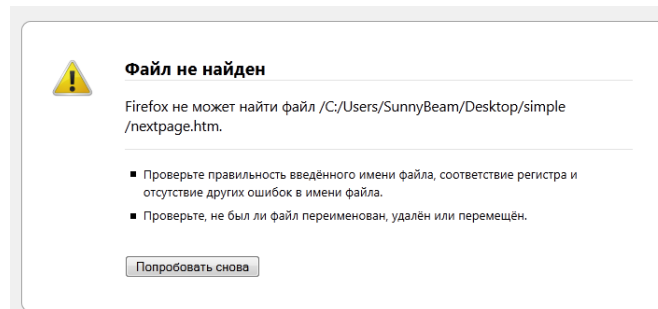 Файл не найден
Firefox не может найти файл /C:/Users/SunnyBeam/Desktop/simple
/nextpage.htm.
Проверьте правильность введённого имени файла, соответствие регистра и
отсутствие других ошибок в имени файла.
Проверьте, не был ли файл переименован, удалён или перемещён.
Попробовать снова